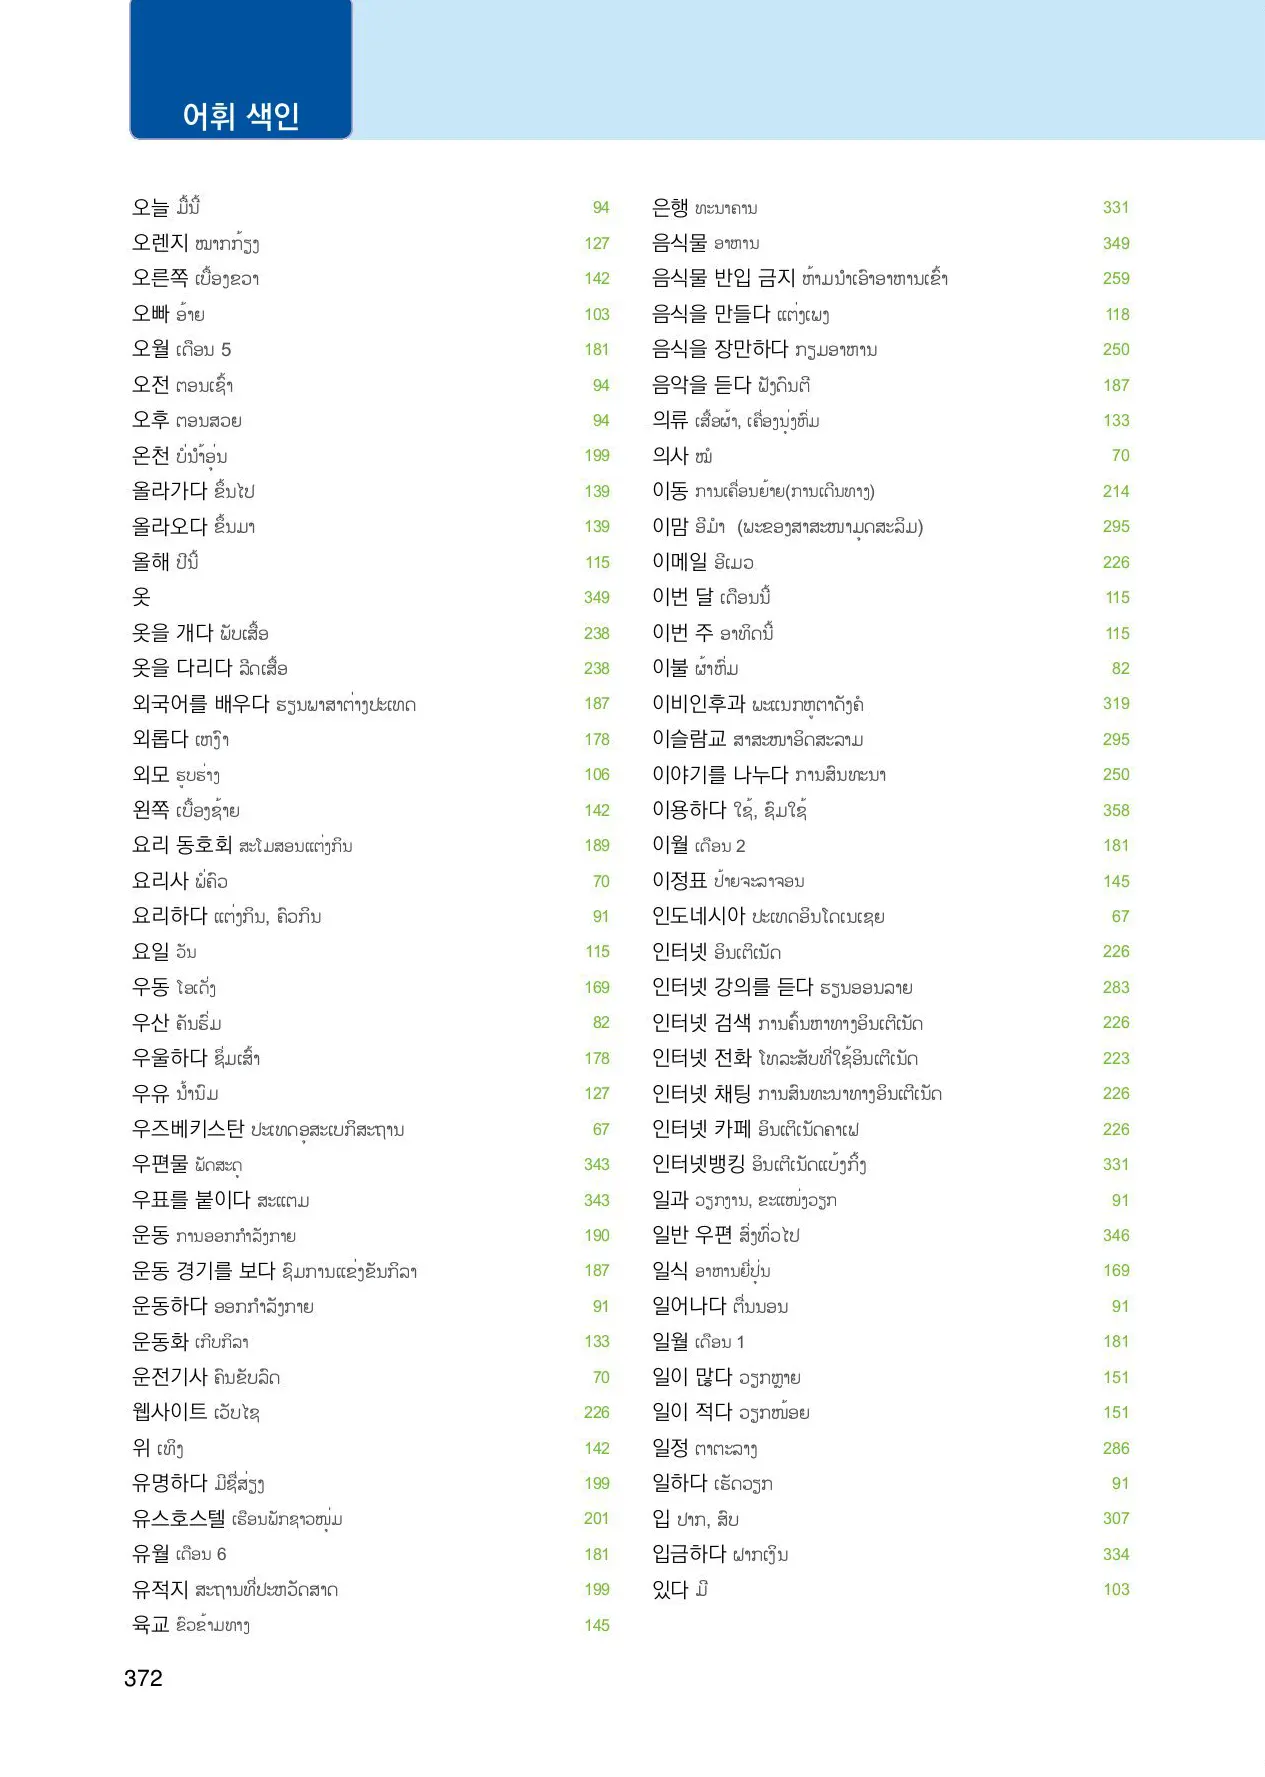 어휘 색인
오늘 ມື້ນີ້ 94
오렌지 ໝາກກ້ຽງ 127
오른쪽 ເບື້ອງຂວາ 142
오빠 ອ້າຍ 103
오월 ເດືອນ 5 181
오전 ຕອນເຊົ້າ 94
오후 ຕອນສວຍ 94
온천 ບໍ່ນ້ຳອຸ່ນ 199
올라가다 ຂຶ້ນໄປ 139
올라오다 ຂຶ້ນມາ 139
올해 ປີນີ້ 115
옷 349
옷을 개다 ພັບເສື້ອ 238
옷을 다리다 ລີດເສື້ອ 238
외국어를 배우다 ຮຽນພາສາຕ່າງປະເທດ 187
외롭다 ເຫງົາ 178
외모 ຮູບຮ່າງ 106
왼쪽 ເບື້ອງຊ້າຍ 142
요리 동호회 ສະໂມສອນແຕ່ງກິນ 189
요리사 ພໍ່ຄົວ 70
요리하다 ແຕ່ງກິນ, ຄົວກິນ 91
요일 ວັນ 115
우동 ໂອເດັ່ງ 169
우산 ຄັນຮົ່ມ 82
우울하다 ຊຶ່ມເສົ້າ 178
우유 ນ້ຳນົມ 127
우즈베키스탄 ປະເທດອຸສະເບກິສະຖານ 67
우편물 ພັດສະດຸ 343
우표를 붙이다 ສະແຕມ 343
운동 ການອອກກຳລັງກາຍ 190
운동 경기를 보다 ຊົມການແຂ່ງຂັນກິລາ 187
운동하다 ອອກກຳລັງກາຍ 91
운동화 ເກີບກິລາ 133
운전기사 ຄົນຂັບລົດ 70
웹사이트 ເວັບໄຊ 226
위 ເທິງ 142
유명하다 ມີຊື່ສ່ຽງ 199
유스호스텔 ເຮືອນພັກຊາວໜຸ່ມ 201
유월 ເດືອນ 6 181
유적지 ສະຖານທີ່ປະຫວັດສາດ 199
육교 ຂົວຂ້າມທາງ 145
은행 ທະນາຄານ 331
음식물 ອາຫານ 349
음식물 반입 금지 ຫ້າມນຳເອົາອາຫານເຂົ້າ 259
음식을 만들다 ແຕ່ງເພງ 118
음식을 장만하다 ກຽມອາຫານ 250
음악을 듣다 ຟັງດົນຕີ 187
의류 ເສື້ອຜ້າ, ເຄື່ອງນຸ່ງຫົ່ມ 133
의사 ໝໍ 70
이동 ການເຄື່ອນຍ້າຍ(ການເດີນທາງ) 214
이맘 ອີມຳ (ພະຂອງສາສະໜາມຸດສະລິມ) 295
이메일 ອີເມວ 226
이번 달 ເດືອນນີ້ 115
이번 주 ອາທິດນີ້ 115
이불 ຜ້າຫົ່ມ 82
이비인후과 ພະແນກຫູຕາດັງຄໍ 319
이슬람교 ສາສະໜາອິດສະລາມ 295
이야기를 나누다 ການສົນທະນາ 250
이용하다 ໃຊ້, ຊົມໃຊ້ 358
이월 ເດືອນ 2 181
이정표 ປ້າຍຈະລາຈອນ 145
인도네시아 ປະເທດອິນໂດເນເຊຍ 67
인터넷 ອິນເຕິເນັດ 226
인터넷 강의를 듣다 ຮຽນອອນລາຍ 283
인터넷 검색 ການຄົ້ນຫາທາງອິນເຕີເນັດ 226
인터넷 전화 ໂທລະສັບທີ່ໃຊ້ອິນເຕີເນັດ 223
인터넷 채팅 ການສົນທະນາທາງອິນເຕີເນັດ 226
인터넷 카페 ອິນເຕິເນັດຄາເຟ 226
인터넷뱅킹 ອິນເຕີເນັດແບ້ງກິ້ງ 331
일과 ວຽກງານ, ຂະແໜ່ງວຽກ 91
일반 우편 ສົ່ງທົ່ວໄປ 346
일식 ອາຫານຍີ່ປຸ່ນ 169
일어나다 ຕື່ນນອນ 91
일월 ເດືອນ 1 181
일이 많다 ວຽກຫຼາຍ 151
일이 적다 ວຽກໜ້ອຍ 151
일정 ຕາຕະລາງ 286
일하다 ເຮັດວຽກ 91
입 ປາກ, ສົບ 307
입금하다 ຝາກເງິນ 334
있다 ມີ 103
372